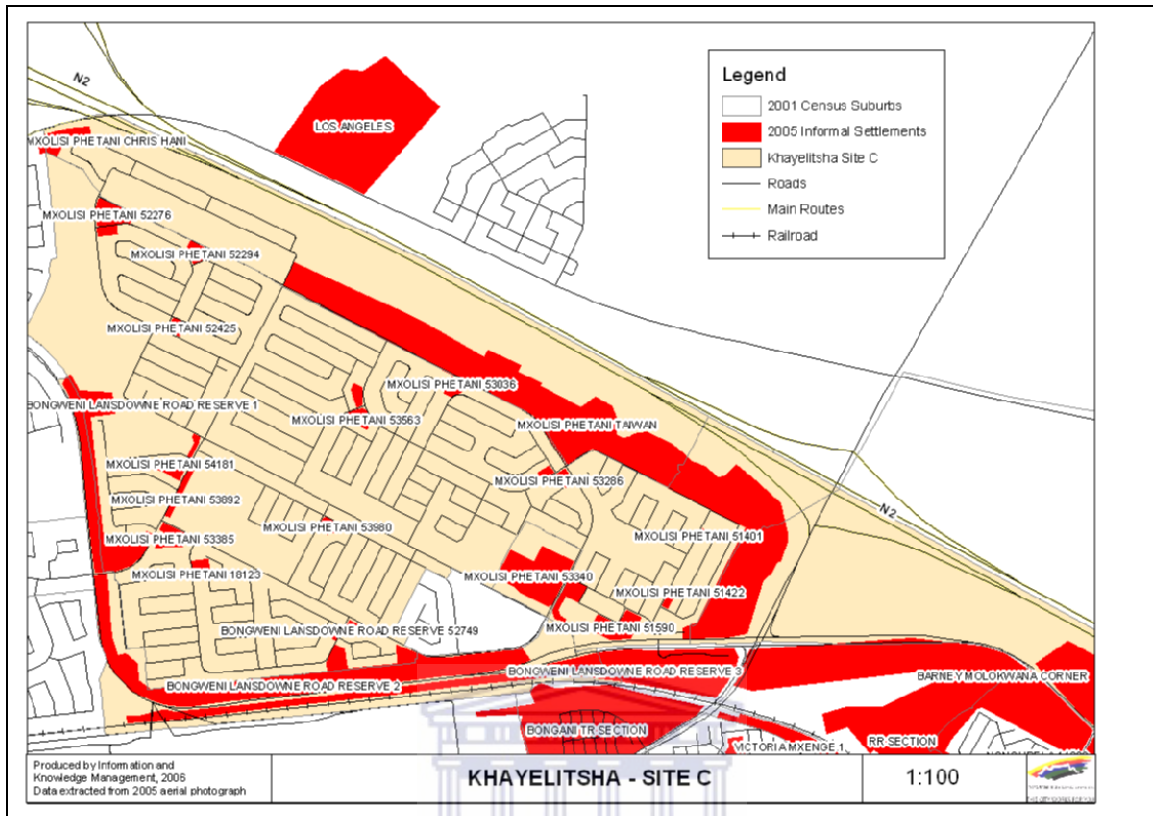 N2
LOS ANGELES
Legend
2001 Census Suburbs
2005 Informal Settlements
Khayelitsha Site C
Roads
Main Routes
Railroad
MXOLISI PHETANI CHRIS HANI
MXOLISI PHETANI 52276
MXOLISI PHETANI 52294
MXOLISI PHETANI 52425
MXOLISI PHETANI 53036
BONGWENI LANSDOWNE ROAD RESERVE 1
MXOLISI PHETANI 53563
MXOLISI PHETANI TAIWAN
MXOLISI PHETANI 54181
MXOLISI PHETANI 53286
MXOLISI PHETANI 53892
N2
MXOLISI PHETANI 53980
MXOLISI PHETANI 53385
MXOLISI PHETANI 51401
MXOLISI PHETANI 18123
MXOLISI PHETANI 53340
MXOLISI PHETANI 51422
BONGWENI LANSDOWNE ROAD RESERVE 52749
MXOLISI PHETANI 51590
BONGWENI LANSDOWNE ROAD RESERVE 3
BARNEY MOLOKWANA CORNER
BONGWENI LANSDOWNE ROAD RESERVE 2
BONGANI TR SECTION
VICTORIA MXENGE 1
RR SECTION
Produced by Information and
Knowledge Management, 2006
Data extracted from 2005 aerial photograph
KHAYELITSHA - SITE C
1:100